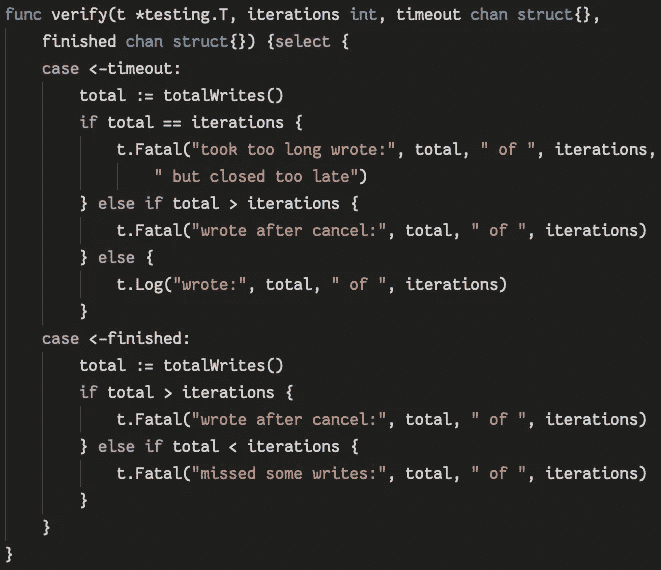 func verify(t *testing.T, iterations int, timeout chan struct{},
    finished chan struct{}) {select {
    case <-timeout:
        total := totalWrites()
        if total == iterations {
            t.Fatal("took too long wrote:", total, " of ", iterations,
                " but closed too late")
        } else if total > iterations {
            t.Fatal("wrote after cancel:", total, " of ", iterations)
        } else {
            t.Log("wrote:", total, " of ", iterations)
        }
    case <-finished:
        total := totalWrites()
        if total > iterations {
            t.Fatal("wrote after cancel:", total, " of ", iterations)
        } else if total < iterations {
            t.Fatal("missed some writes:", total, " of ", iterations)
        }
    }
}